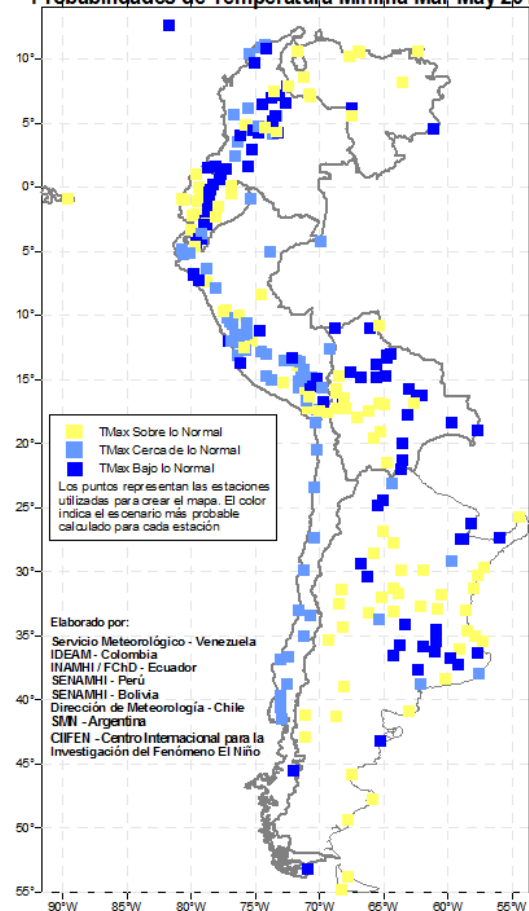 Probabilidades de Temperatura Mínima Mar-May
10°
5°
0°
5°
10°
15°
20°
25°
30°
35°
40°
45°
50°
55°
TMax Sobre lo Normal
TMax Cerca de lo Normal
TMax Bajo lo Normal
Los puntos representan las estaciones
utilizadas para crear el mapa. El color
indica el escenario más probable
calculado para cada estación
Elaborado por:
Servicio Meteorológico - Venezuela
IDEAM - Colombia
INAMHI / FChD - Ecuador
SENAMHI - Perú
SENAMHI - Bolivia
Dirección de Meteorología - Chile
SMN - Argentina
CIIFEN - Centro Internacional para la
Investigación del Fenómeno El Niño
90°W 85°W 80°W 75°W 70°W 65°W 60°W 55°W